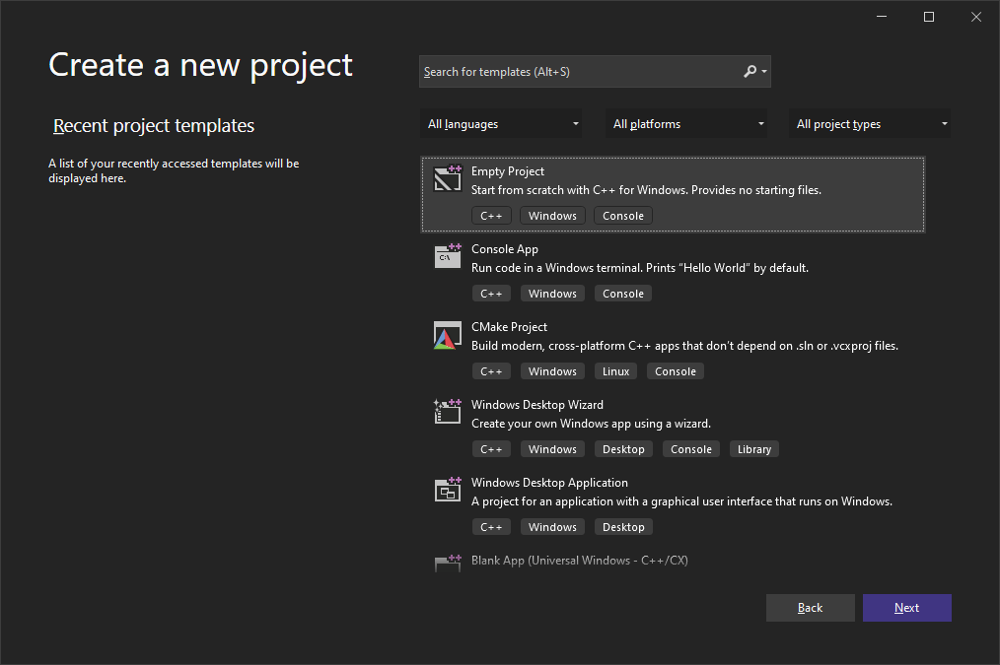 Create a new project
Search for templates (Alt+S)
Recent project templates
A list of your recently accessed templates will be
displayed here.
All languages
All platforms
All project types
Empty Project
Start from scratch with C++ for Windows. Provides no starting files.
C++ Windows Console
Console App
C:\
Run code in a Windows terminal. Prints “Hello World” by default.
C++ Windows Console
CMake Project
Build modern, cross-platform C++ apps that don’t depend on .sln or .vcxproj files.
C++ Windows Linux Console
Windows Desktop Wizard
Create your own Windows app using a wizard.
C++ Windows Desktop Console Library
Windows Desktop Application
A project for an application with a graphical user interface that runs on Windows.
C++ Windows Desktop
Blank App (Universal Windows - C++/CX)
Back
Next